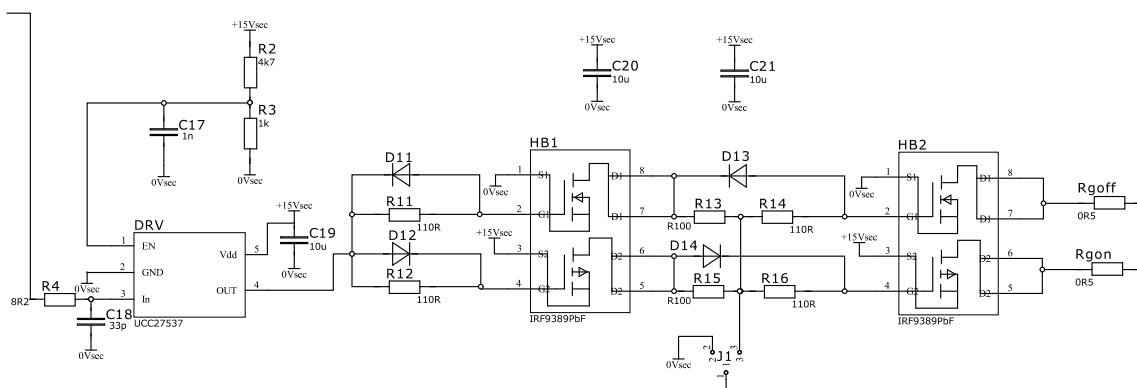 +15Vsec
R2
4k7
R3
1k
C17
1n
0Vsec
0Vsec
+15Vsec
C20
10u
0Vsec
+15Vsec
C21
10u
0Vsec
DRV
1
EN
2
GND
3
In
Vdd
5
OUT
4
UCC27537
0Vsec
R4
8R2
C18
33p
0Vsec
+15Vsec
C19
10u
0Vsec
D11
R11
110R
D12
R12
110R
HB1
1
S1
2
G1
3
S2
4
G2
D1
8
D1
7
D2
6
D2
5
IRF9389PbF
0Vsec
+15Vsec
D13
R13
R100
R14
110R
D14
R15
R100
R16
110R
0Vsec
J1
2
2
3
3
1
1
HB2
1
S1
2
G1
3
S2
4
G2
D1
8
D1
7
D2
6
D2
5
IRF9389PbF
0Vsec
+15Vsec
Rgoff
0R5
Rgon
0R5